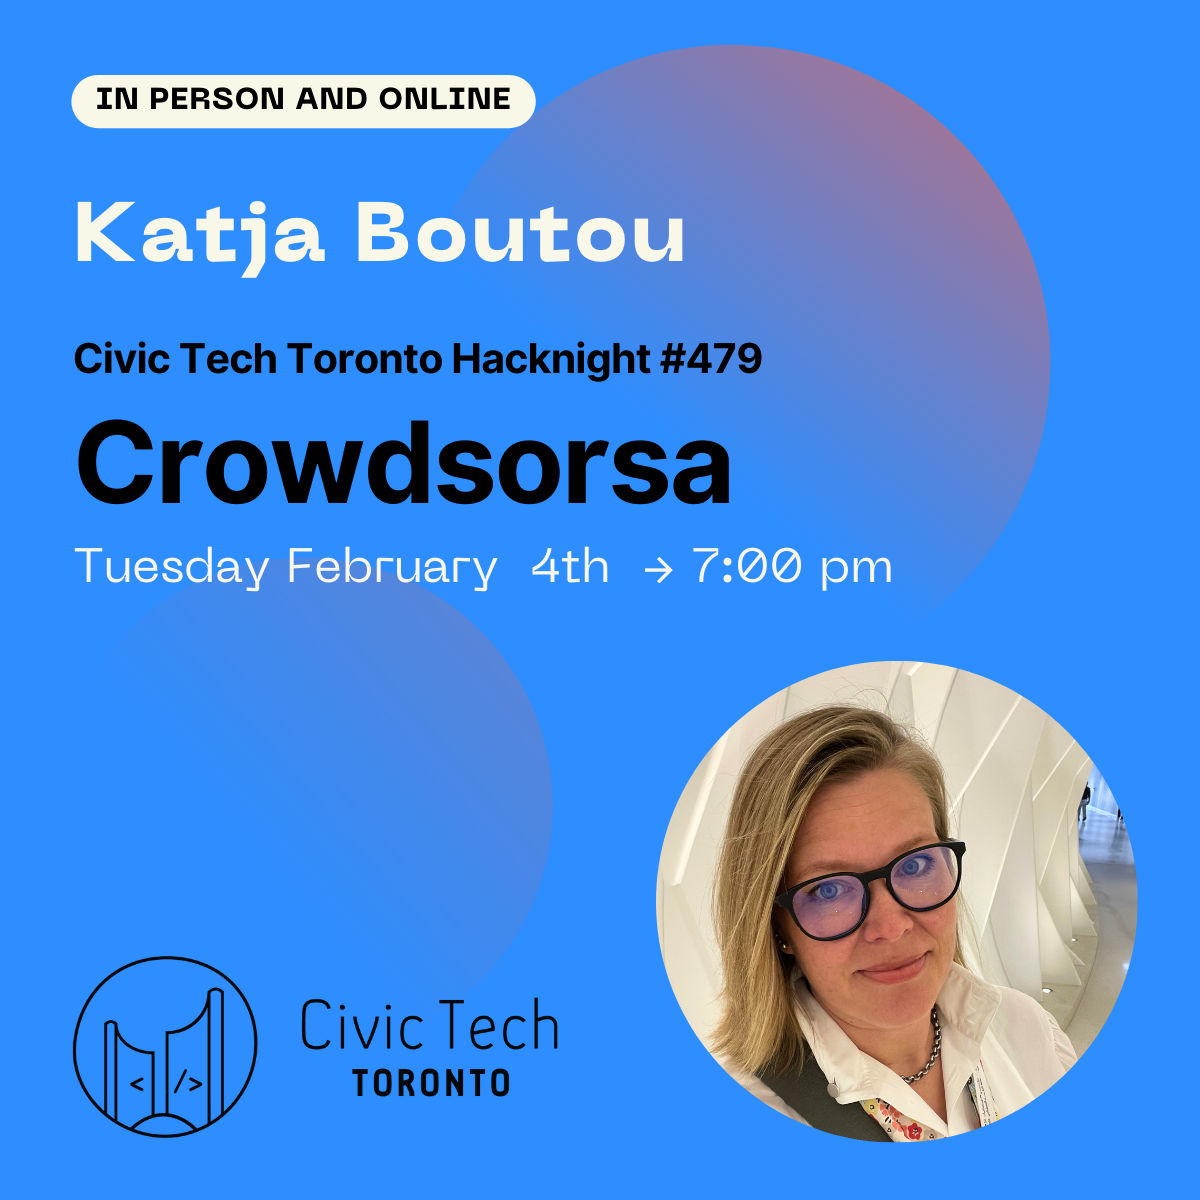 IN PERSON AND ONLINE
Katja Boutou
Civic Tech Toronto Hacknight #479
Crowdsorsa
Tuesday February 4th → 7:00 pm
< />
Civic Tech
TORONTO